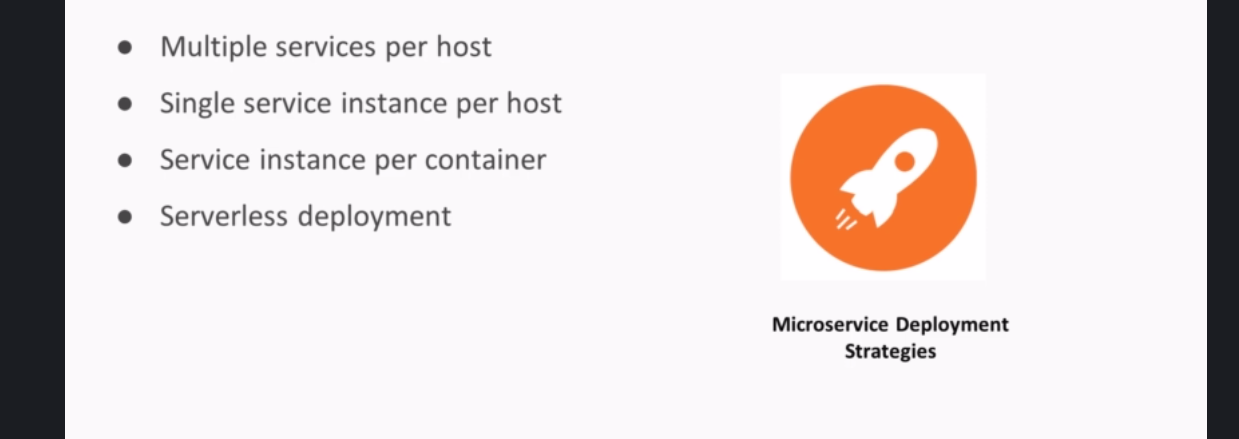 ● Multiple services per host
● Single service instance per host
● Service instance per container
● Serverless deployment
Microservice Deployment
Strategies